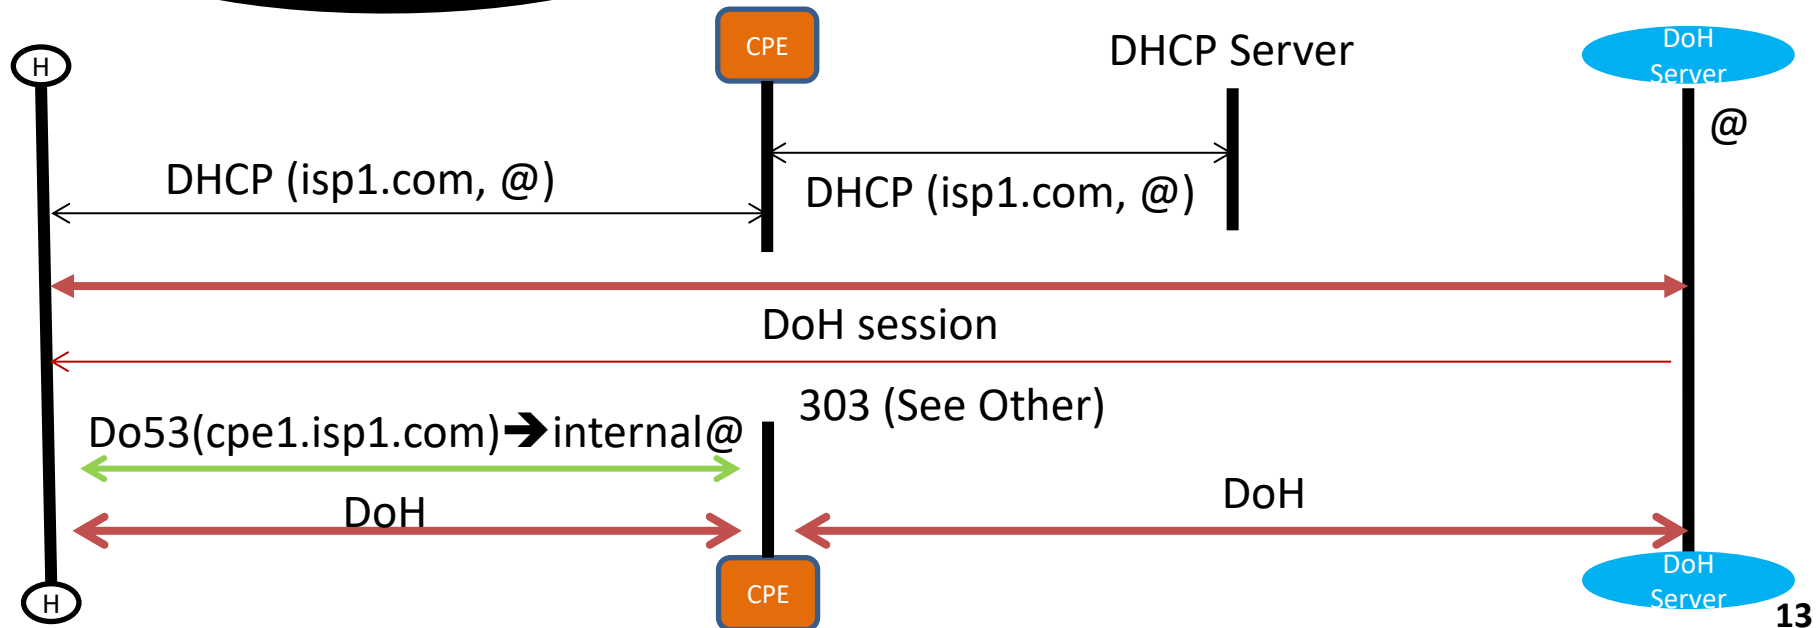 H
CPE
DHCP Server
DoH
Server
@
DHCP (isp1.com, @)
DHCP (isp1.com, @)
DoH session
303 (See Other)
Do53(cpe1.isp1.com)➔internal@
DoH
DoH
H
CPE
DoH
Server
13